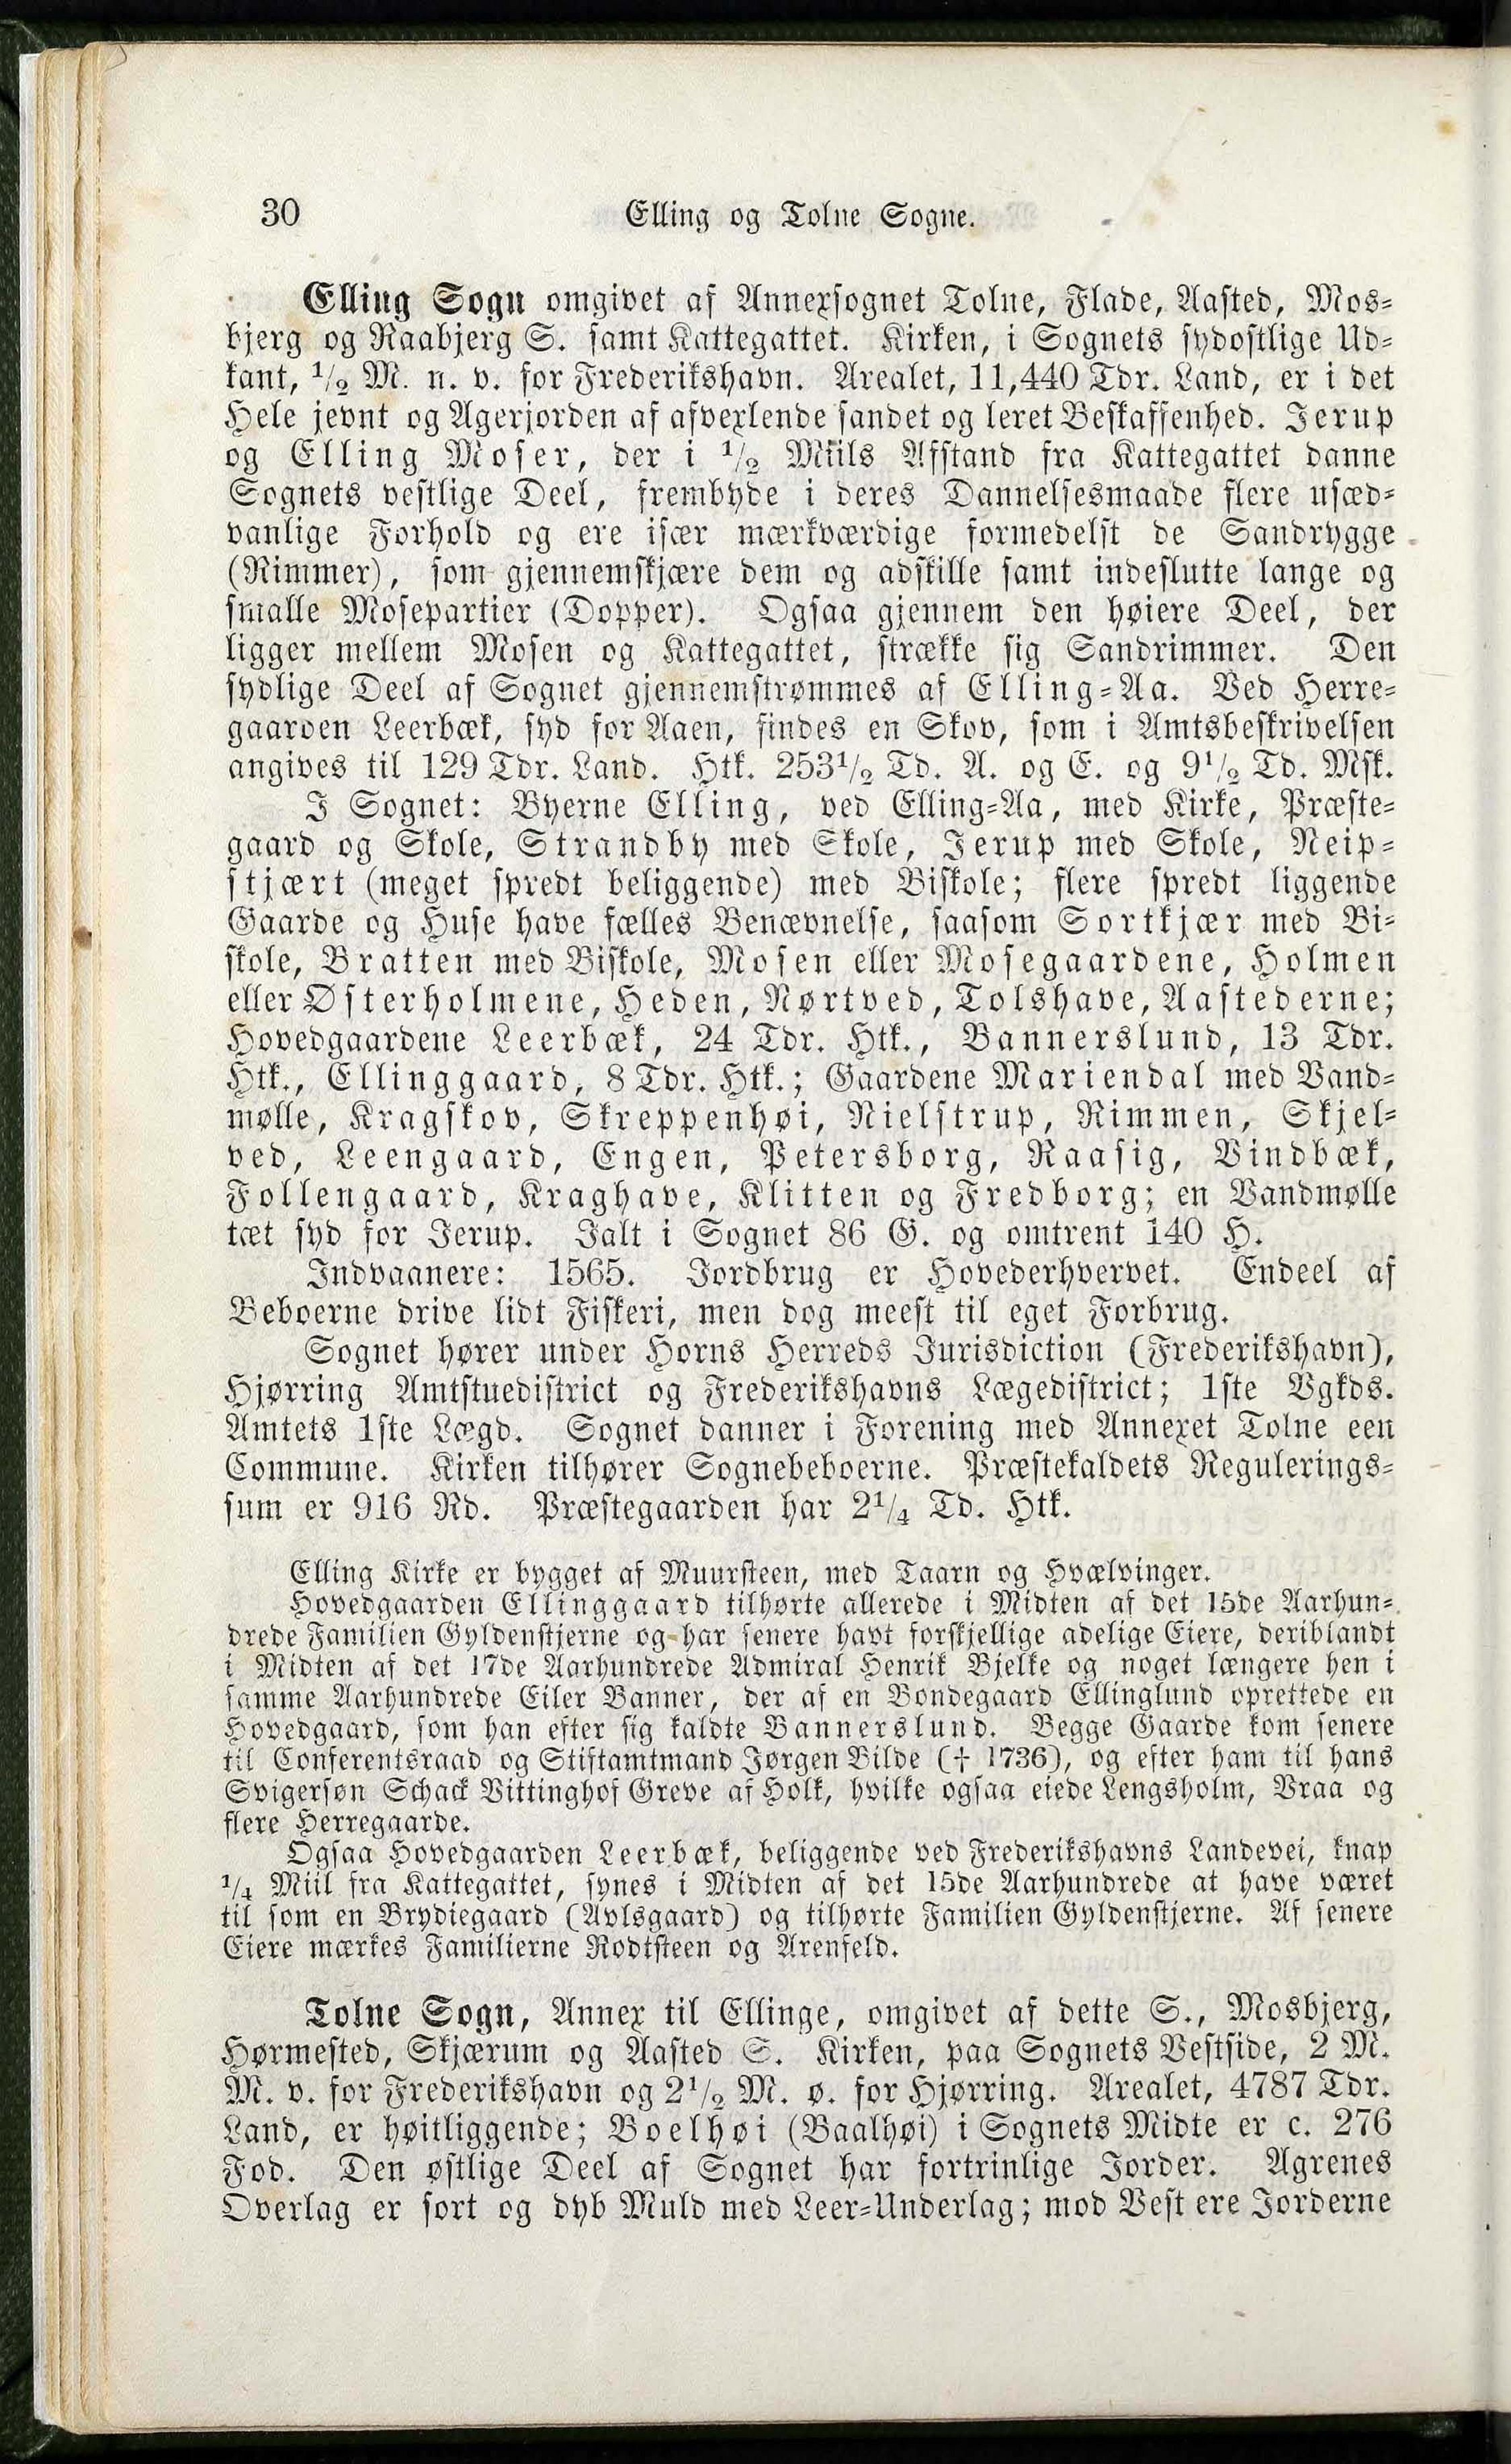 30
Elling og Tolne Sogne.
Elling Sogn omgivet af Annexsognet Tolne, Flade, Aasted, Mos-
bjerg og Raabjerg S. samt Kattegattet. Kirken, i Sognets sydostlige Ud-
kant, 1/2 M. n. v. for Frederikshavn. Arealet, 11,440 Tdr. Land, er i det
Hele jevnt og Agerjorden af afvexlende sandet og leret Beskaffenhed. Jerup
og Elling Moser, der i 1/2 Miils Afstand fra Kattegattet danne
Sognets vestlige Deel, frembyde i deres Dannelsesmaade flere usæd-
vanlige Forhold og ere især mærkværdige formedelst de Sandrygge
(Rimmer), som gjennemskjære dem og adskille samt indeslutte lange og
smalle Mosepartier (Dopper). Ogsaa gjennem den høiere Deel, der
ligger mellem Mosen og Kattegattet, strække sig Sandrimmer. Den
sydlige Deel af Sognet gjennemstrømmes af Elling-Aa. Ved Herre-
gaarden Leerbæk, syd for Aaen, findes en Skov, som i Amtsbeskrivelsen
angives til 129 Tdr. Land. Htk. 253 1/2 Td. A. og E. og 9 1/2 Td. Msk.
I Sognet: Byerne Elling, ved Elling-Aa, med Kirke, Præste-
gaard og Skole, Strandby med Skole, Jerup med Skole, Neip-
stjært (meget spredt beliggende) med Biskole; flere spredt liggende
Gaarde og Huse have fælles Benævnelse, saasom Sortkjær med Bi-
skole, Bratten med Biskole, Mosen eller Mosegaardene, Holmen
eller Østerholmene, Heden, Nørtved, Tolshave, Aastederne;
Hovedgaardene Leerbæk, 24 Tdr. Htk., Bannerslund, 13 Tdr.
Htk., Ellinggaard, 8 Tdr. Htk.; Gaardene Mariendal med Vand-
mølle, Kragskov, Skreppenhøi, Nielstrup, Rimmen, Skjel-
ved, Leengaard, Engen, Petersborg, Raasig, Vindbæk,
Follengaard, Kraghave, Klitten og Fredborg; en Vandmølle
tæt syd for Jerup. Ialt i Sognet 86 G. og omtrent 140 H.
Indvaanere: 1565. Jordbrug er Hovederhvervet. Endeel af
Beboerne drive lidt Fiskeri, men dog meest til eget Forbrug.
Sognet hører under Horns Herreds Jurisdiction (Frederikshavn),
Hjørring Amtstuedistrict og Frederikshavns Lægedistrict; 1ste Vgkds.
Amtets 1ste Lægd. Sognet danner i Forening med Annexet Tolne een
Commune. Kirken tilhører Sognebeboerne. Præstekaldets Regulerings-
sum er 916 Rd. Præstegaarden har 2 1/4 Td. Htk.
Elling Kirke er bygget af Muursteen, med Taarn og Hvælvinger.
Hovedgaarden Ellinggaard tilhørte allerede i Midten af det 15de Aarhun-
drede Familien Gyldenstjerne og har senere havt forskjellige adelige Eiere, deriblandt
i Midten af det 17de Aarhundrede Admiral Henrik Bjelke og noget længere hen i
samme Aarhundrede Eiler Banner, der af en Bondegaard Ellinglund oprettede en
Hovedgaard, som han efter sig kaldte Bannerslund. Begge Gaarde kom senere
til Conferentsraad og Stiftamtmand Jørgen Bilde († 1736), og efter ham til hans
Svigersøn Schack Vittinghof Greve af Holk, hvilke ogsaa eiede Lengsholm, Vraa og
flere Herregaarde.
Ogsaa Hovedgaarden Leerbæk, beliggende ved Frederikshavns Landevei, knap
1/4 Miil fra Kattegattet, synes i Midten af det 15de Aarhundrede at have været
til som en Brydiegaard (Avlsgaard) og tilhørte Familien Gyldenstjerne. Af senere
Eiere mærkes Familierne Rodtsteen og Arenfeld.
Tolne Sogn, Annex til Ellinge, omgivet af dette S., Mosbjerg,
Hørmested, Skjærum og Aasted S. Kirken, paa Sognets Vestside, 2 M.
M. v. for Frederikshavn og 2 1/2 M. ø. for Hjørring. Arealet, 4787 Tdr.
Land, er høitliggende; Boelhøi (Baalhøi) i Sognets Midte er c. 276
Fod. Den østlige Deel af Sognet har fortrinlige Jorder. Agrenes
Overlag er sort og dyb Muld med Leer-Underlag; mod Vest ere Jorderne